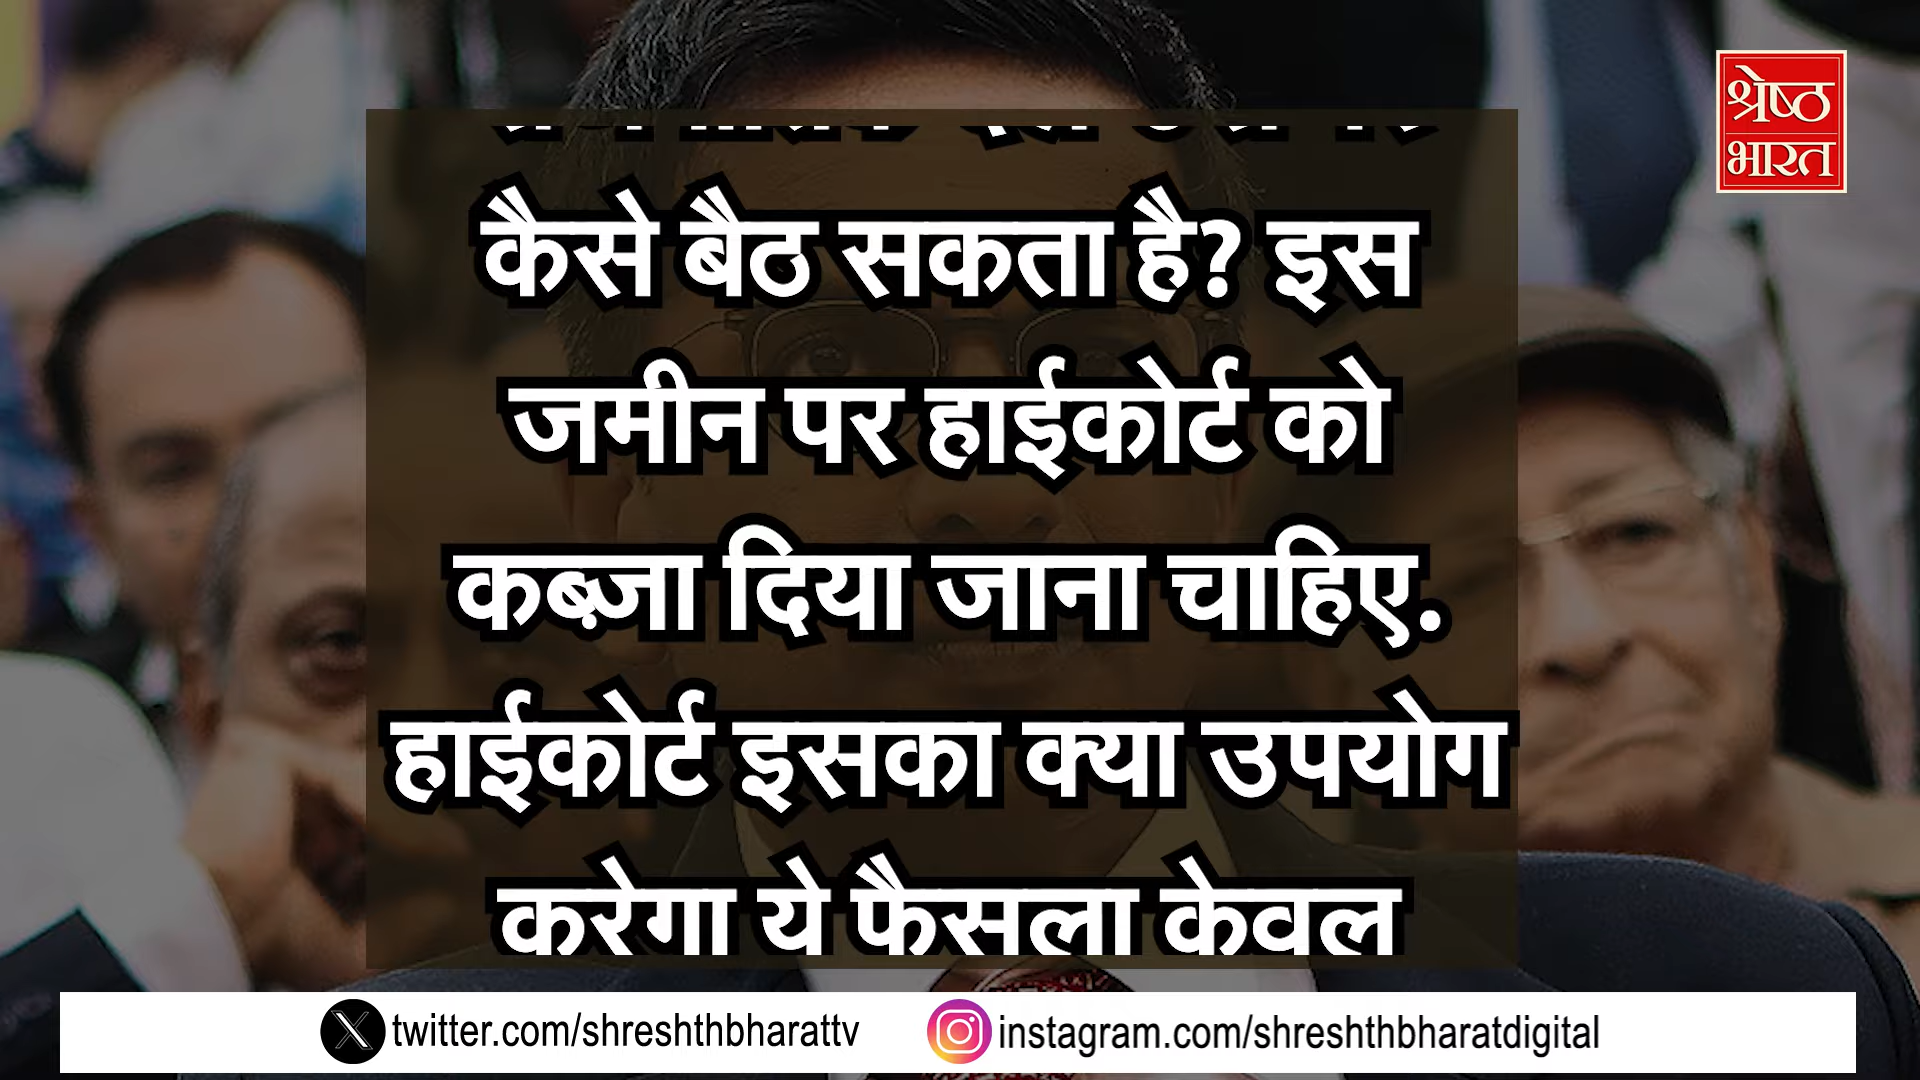 श्रेष्ठ
भारत
कैसे बैठ सकता है? इस
जमीन पर हाईकोर्ट को
कब्ज़ा दिया जाना चाहिए.
हाईकोर्ट इसका क्या उपयोग
करेगा ये फैसला केवल
twitter.com/shreshthbharattv
instagram.com/shreshthbharatdigital